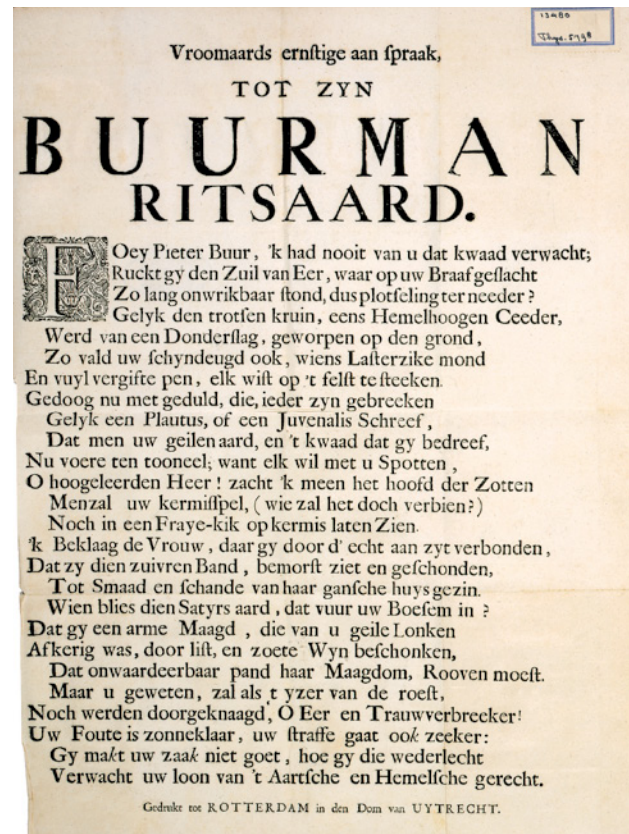 13480
Thys. 5798
Vroomaards ernſtige aan ſpraak,
TOT ZYN
BUURMAN
RITSAARD.
FOey Pieter Buur, 'k had nooit van u dat kwaad verwacht;
Ruckt gy den Zuil van Eer, waar op uw Braaf geſlacht
Zo lang onwrikbaar ſtond, dus plotſeling ter needer?
Gelyk den trotſen kruin, eens Hemelhoogen Ceeder,
Werd van een Donderſlag, geworpen op den grond,
Zo vald uw ſchyndeugd ook, wiens Laſterzike mond
En vuyl vergifte pen, elk wiſt op 't felſt te ſteeken.
Gedoog nu met geduld, die, ieder zyn gebreeken
Gelyk een Plautus, of een Juvenalis Schreef,
Dat men uw geilen aard, en 't kwaad dat gy bedreef,
Nu voere ten tooneel; want elk wil met u Spotten,
O hoogeleerden Heer! zacht 'k meen het hoofd der Zotten
Men zal uw kermiſſpel, (wie zal het doch verbien?)
Noch in een Fraye-kik op kermis laten Zien.
'k Beklaag de Vrouw, daar gy door d' echt aan zyt verbonden,
Dat zy dien zuivren Band, bemorſt ziet en geſchonden,
Tot Smaad en ſchande van haar ganſche huys gezin.
Wien blies dien Satyrs aard, dat vuur uw Boeſem in?
Dat gy een arme Maagd, die van u geile Lonken
Afkerig was, door liſt, en zoete Wyn beſchonken,
Dat onwaardeerbaar pand haar Maagdom, Rooven moeſt.
Maar u geweten, zal als 't yzer van de roeſt,
Noch werden doorgeknaagd, O Eer en Trauwverbreeker!
Uw Foute is zonneklaar, uw ſtraffe gaat ook zeeker:
Gy makt uw zaak niet goet, hoe gy die wederlecht
Verwacht uw loon van 't Aartſche en Hemelſche gerecht.
Gedrukt tot ROTTERDAM in den Dom van UYTRECHT.